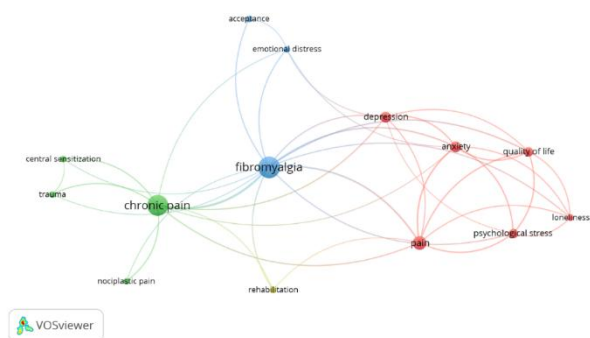 acceptance
emotional distress
depression
anxiety
quality of life
central sensitization
fibromyalgia
trauma
chronic pain
loneliness
psychological stress
pain
nociplastic pain
rehabilitation
VOSviewer